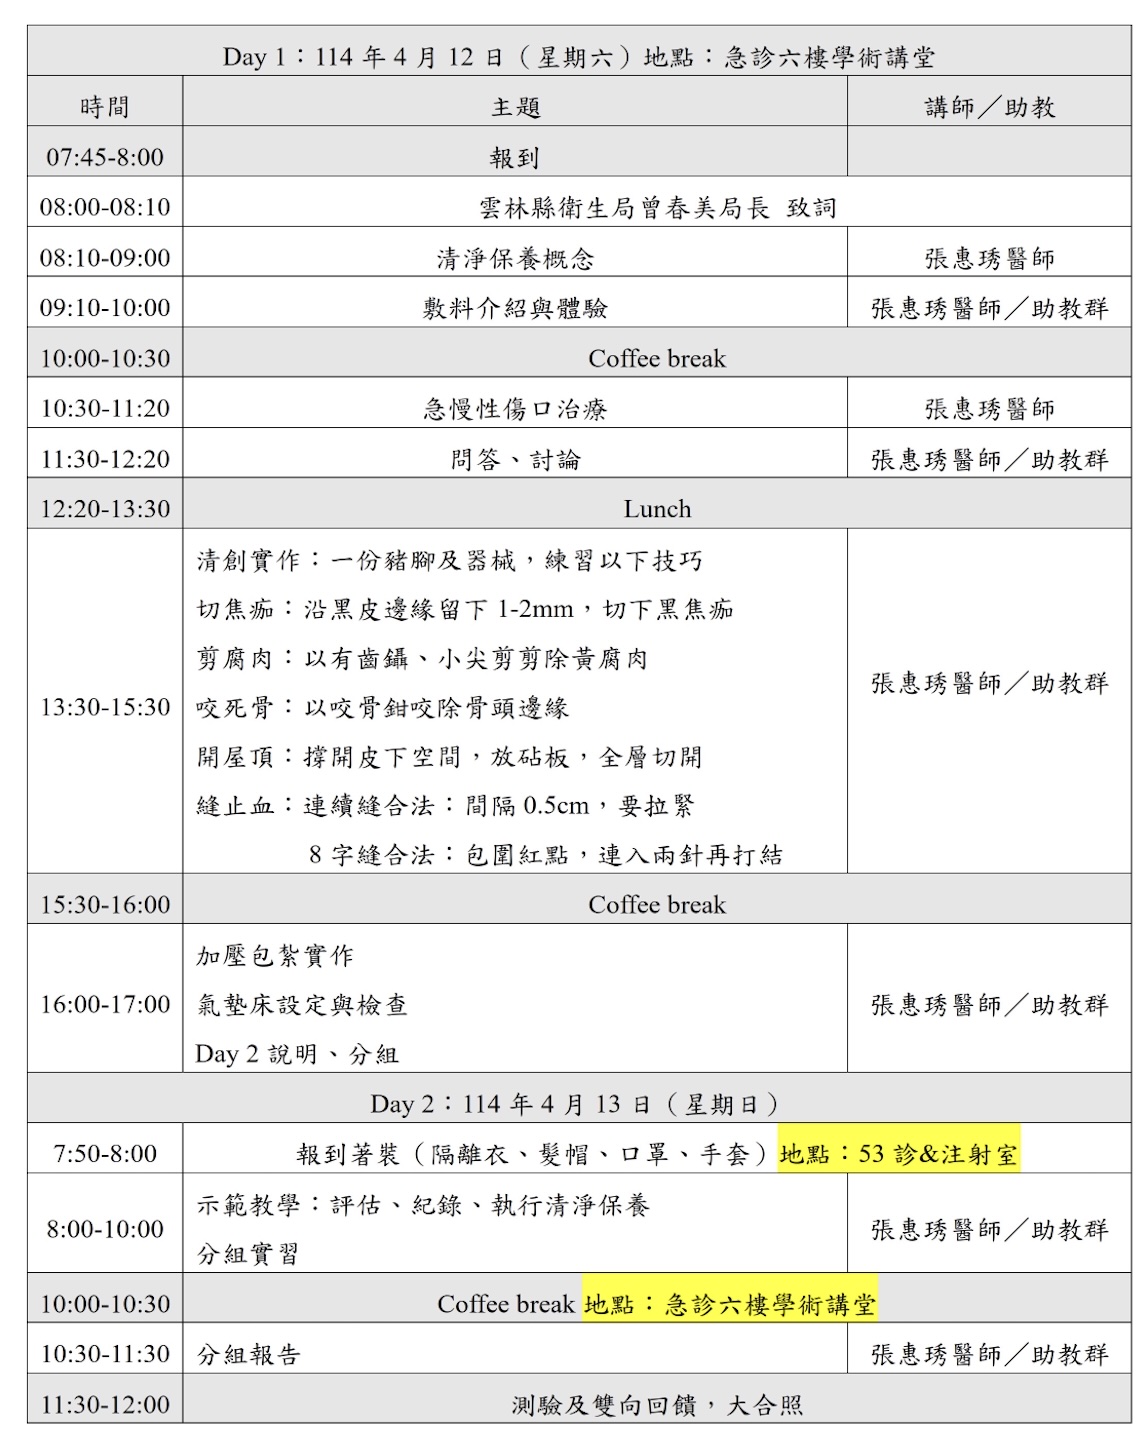 Day 1：114 年 4 月 12 日（星期六）地點：急診六樓學術講堂
時間 主題 講師／助教
07:45-8:00 報到
08:00-08:10 雲林縣衛生局曾春美局長 致詞
08:10-09:00 清淨保養概念 張惠琇醫師
09:10-10:00 敷料介紹與體驗 張惠琇醫師／助教群
10:00-10:30 Coffee break
10:30-11:20 急慢性傷口治療 張惠琇醫師
11:30-12:20 問答、討論 張惠琇醫師／助教群
12:20-13:30 Lunch
13:30-15:30
清創實作：一份豬腳及器械，練習以下技巧
切焦痂：沿黑皮邊緣留下 1-2mm，切下黑焦痂
剪腐肉：以有齒鑷、小尖剪剪除黃腐肉
咬死骨：以咬骨鉗咬除骨頭邊緣
開屋頂：撐開皮下空間，放砧板，全層切開
縫止血：連續縫合法：間隔 0.5cm，要拉緊
8 字縫合法：包圍紅點，連入兩針再打結
張惠琇醫師／助教群
15:30-16:00 Coffee break
16:00-17:00
加壓包紮實作
氣墊床設定與檢查
Day 2 說明、分組
張惠琇醫師／助教群
Day 2：114 年 4 月 13 日（星期日）
7:50-8:00 報到著裝（隔離衣、髮帽、口罩、手套）地點：53 診&注射室
8:00-10:00
示範教學：評估、紀錄、執行清淨保養
分組實習
張惠琇醫師／助教群
10:00-10:30 Coffee break 地點：急診六樓學術講堂
10:30-11:30 分組報告 張惠琇醫師／助教群
11:30-12:00 測驗及雙向回饋，大合照